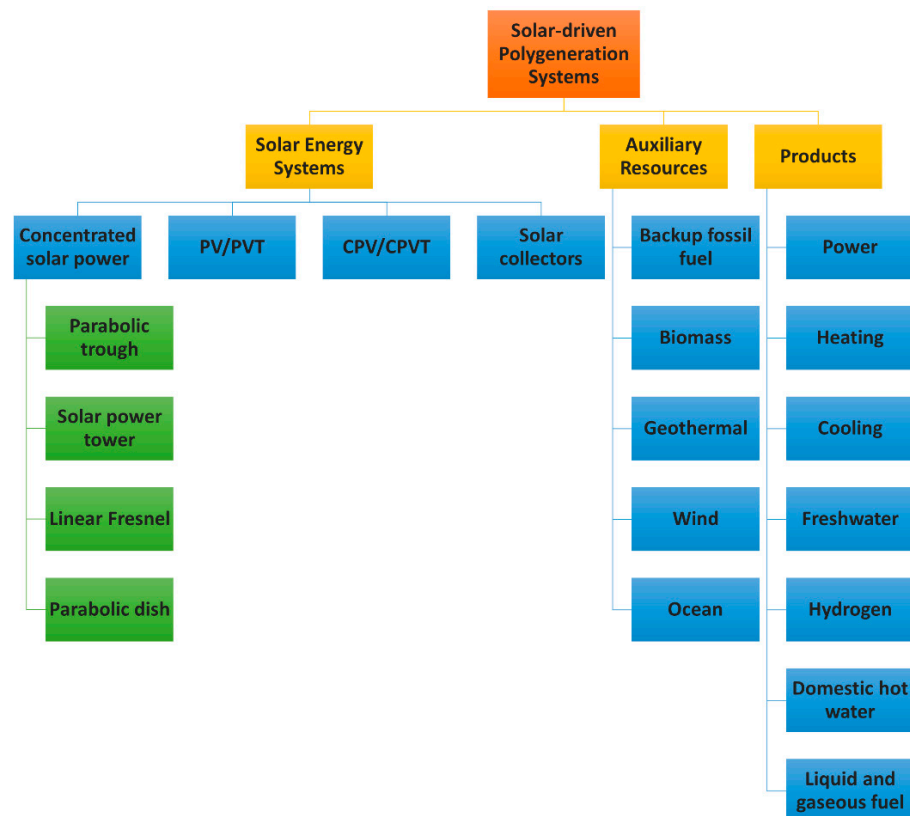 Solar-driven
Polygeneration
Systems
Solar Energy
Systems
Auxiliary
Resources
Products
Concentrated
solar power
PV/PVT
CPV/CPVT
Solar
collectors
Backup fossil
fuel
Power
Parabolic
trough
Biomass
Heating
Solar power
tower
Geothermal
Cooling
Linear Fresnel
Wind
Freshwater
Parabolic dish
Ocean
Hydrogen
Domestic hot
water
Liquid and
gaseous fuel